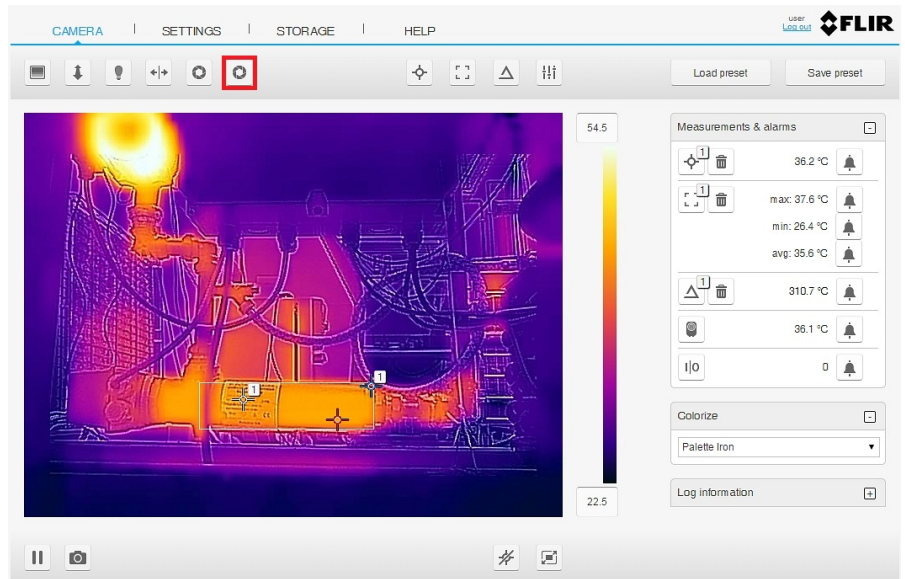 user
CAMERA SETTINGS STORAGE HELP Log out FLIR
Load preset Save preset
54.5
22.5
Measurements & alarms
1 36.2 °C
1 max: 37.6 °C
min: 26.4 °C
avg: 35.6 °C
1 310.7 °C
36.1 °C
I|O 0
Colorize
Palette Iron
Log information
1
1